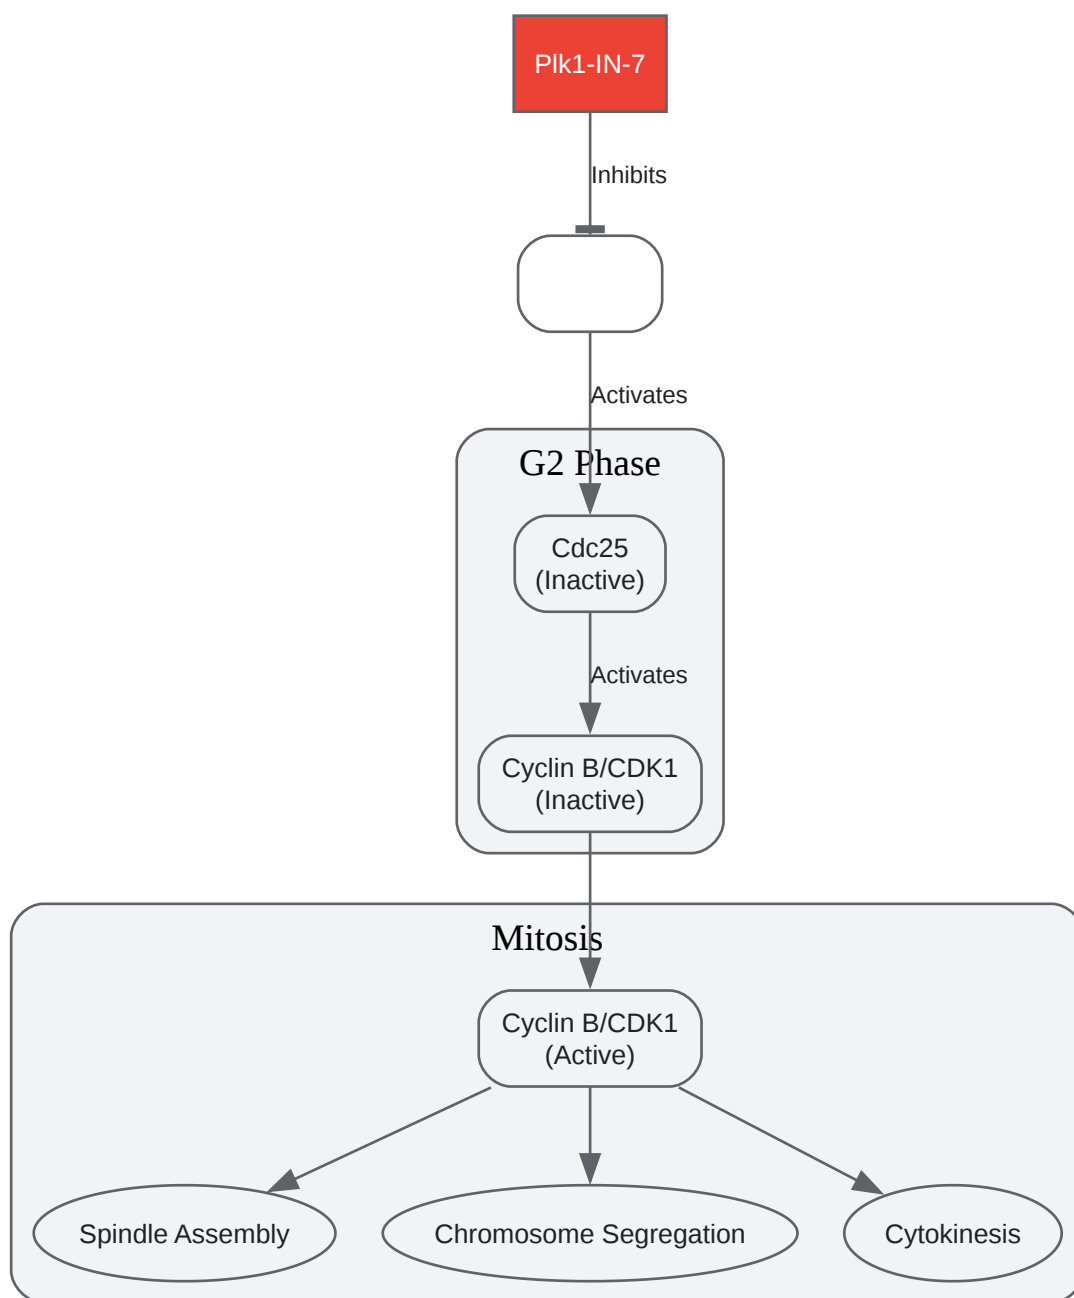 Plk1-IN-7
Inhibits
Activates
G2 Phase
Cdc25
(Inactive)
Activates
Cyclin B/CDK1
(Inactive)
Mitosis
Cyclin B/CDK1
(Active)
Spindle Assembly
Chromosome Segregation
Cytokinesis